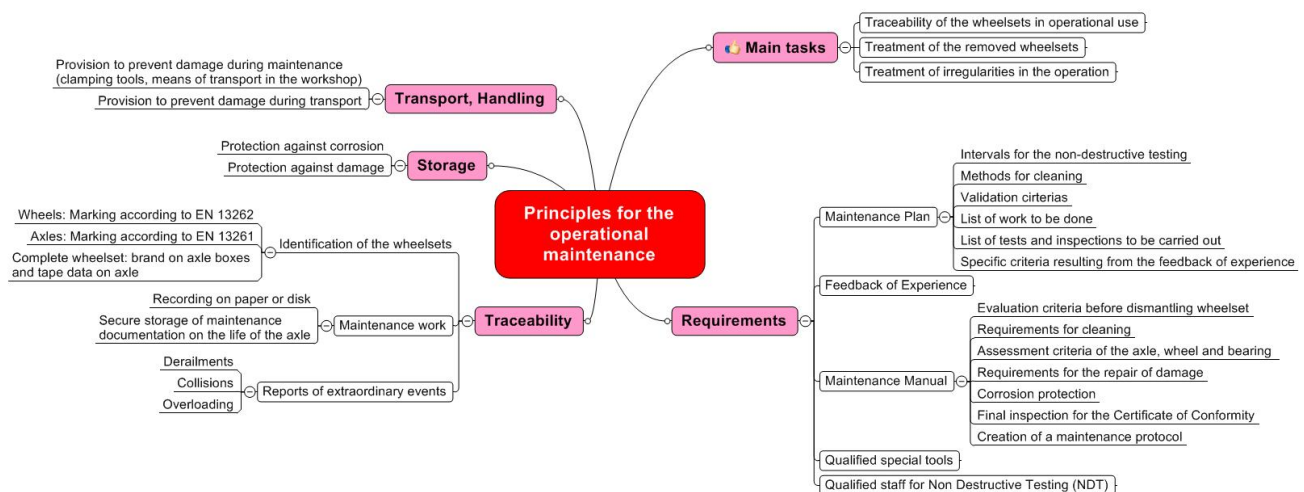 Principles for the
operational
maintenance
Main tasks
Traceability of the wheelsets in operational use
Treatment of the removed wheelsets
Treatment of irregularities in the operation
Requirements
Maintenance Plan
Intervals for the non-destructive testing
Methods for cleaning
Validation cirterias
List of work to be done
List of tests and inspections to be carried out
Specific criteria resulting from the feedback of experience
Feedback of Experience
Maintenance Manual
Evaluation criteria before dismantling wheelset
Requirements for cleaning
Assessment criteria of the axle, wheel and bearing
Requirements for the repair of damage
Corrosion protection
Final inspection for the Certificate of Conformity
Creation of a maintenance protocol
Qualified special tools
Qualified staff for Non Destructive Testing (NDT)
Transport, Handling
Provision to prevent damage during maintenance
(clamping tools, means of transport in the workshop)
Provision to prevent damage during transport
Storage
Protection against corrosion
Protection against damage
Traceability
Identification of the wheelsets
Wheels: Marking according to EN 13262
Axles: Marking according to EN 13261
Complete wheelset: brand on axle boxes
and tape data on axle
Maintenance work
Recording on paper or disk
Secure storage of maintenance
documentation on the life of the axle
Reports of extraordinary events
Derailments
Collisions
Overloading